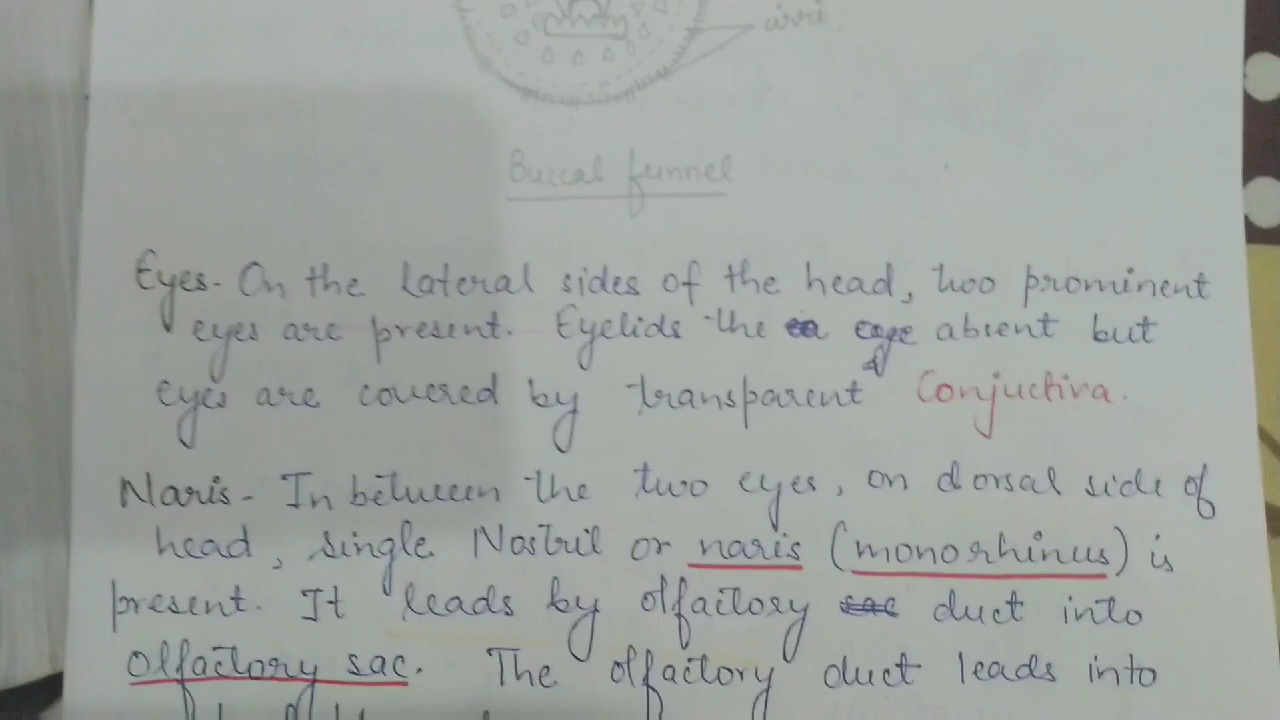 cirri
Buccal funnel
Eyes- On the lateral sides of the head, two prominent
eyes are present. Eyelids the absent but
eyes are covered by transparent Conjuctiva.
Naris- In between the two eyes, on dorsal side of
head, single Nostril or naris (monorhinus) is
present. It leads by olfactory sac duct into
olfactory sac. The olfactory duct leads into